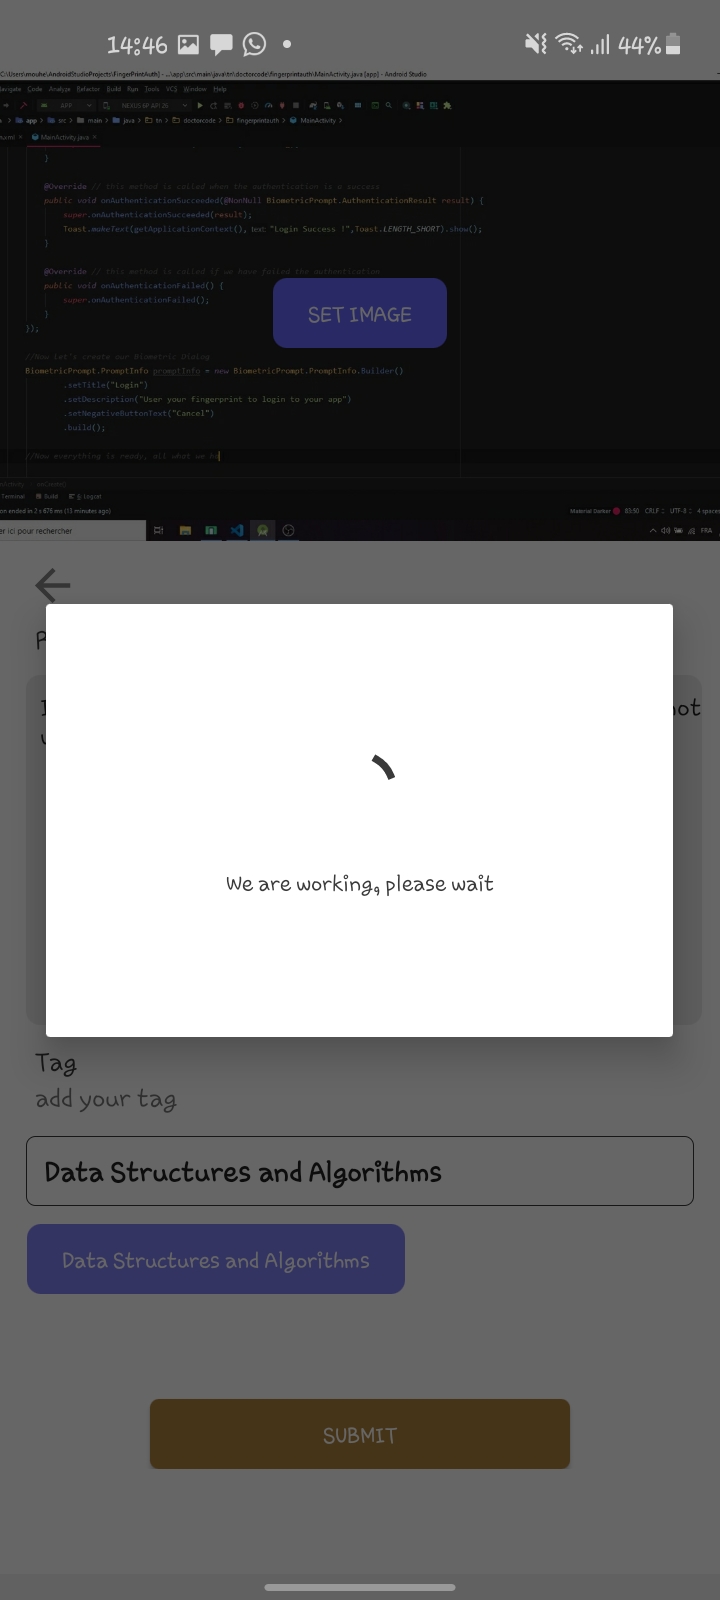 14:46 44%
C:\Users\mouhe\AndroidStudioProjects\FingerPrintAuth] - ...\app\src\main\java\tn\doctorcode\fingerprintauth\MainActivity.java [app] - Android Studio
Navigate Code Analyze Refactor Build Run Tools VCS Window Help
APP NEXUS 6P API 26
app src main java tn doctorcode fingerprintauth MainActivity
MainActivity.java
}
@Override // this method is called when the authentication is a success
public void onAuthenticationSucceeded(@NonNull BiometricPrompt.AuthenticationResult result) {
super.onAuthenticationSucceeded(result);
Toast.makeText(getApplicationContext(), text: "Login Success !",Toast.LENGTH_SHORT).show();
}
@Override // this method is called if we have failed the authentication
public void onAuthenticationFailed() {
super.onAuthenticationFailed();
}
});
SET IMAGE
//Now let's create our Biometric Dialog
BiometricPrompt.PromptInfo promptInfo = new BiometricPrompt.PromptInfo.Builder()
.setTitle("Login")
.setDescription("User your fingerprint to login to your app")
.setNegativeButtonText("Cancel")
.build();
//Now everything is ready, all what we ha
Terminal Build Logcat
on ended in 2 s 676 ms (13 minutes ago) Material Darker 83:50 CRLF UTF-8 4 spaces
er ici pour rechercher FRA
We are working, please wait
Tag
add your tag
Data Structures and Algorithms
Data Structures and Algorithms
SUBMIT